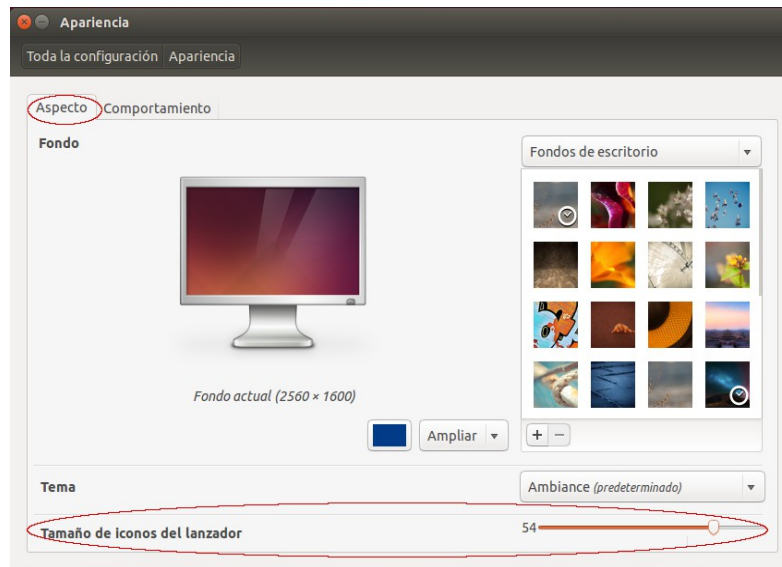 Apariencia
Toda la configuración Apariencia
Aspecto Comportamiento
Fondo
Fondos de escritorio
Fondo actual (2560 × 1600)
Ampliar
Tema
Ambiance (predeterminado)
Tamaño de iconos del lanzador
54